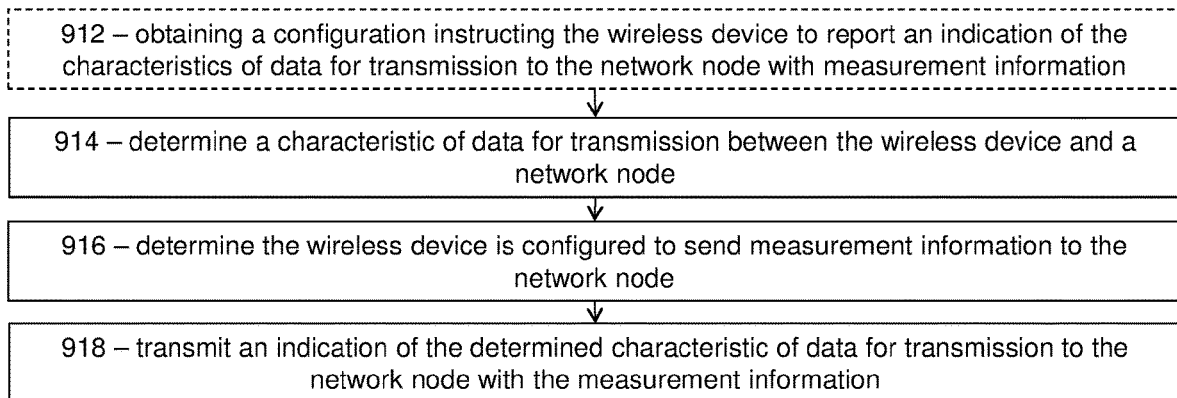 912 – obtaining a configuration instructing the wireless device to report an indication of the
characteristics of data for transmission to the network node with measurement information
914 – determine a characteristic of data for transmission between the wireless device and a
network node
916 – determine the wireless device is configured to send measurement information to the
network node
918 – transmit an indication of the determined characteristic of data for transmission to the
network node with the measurement information